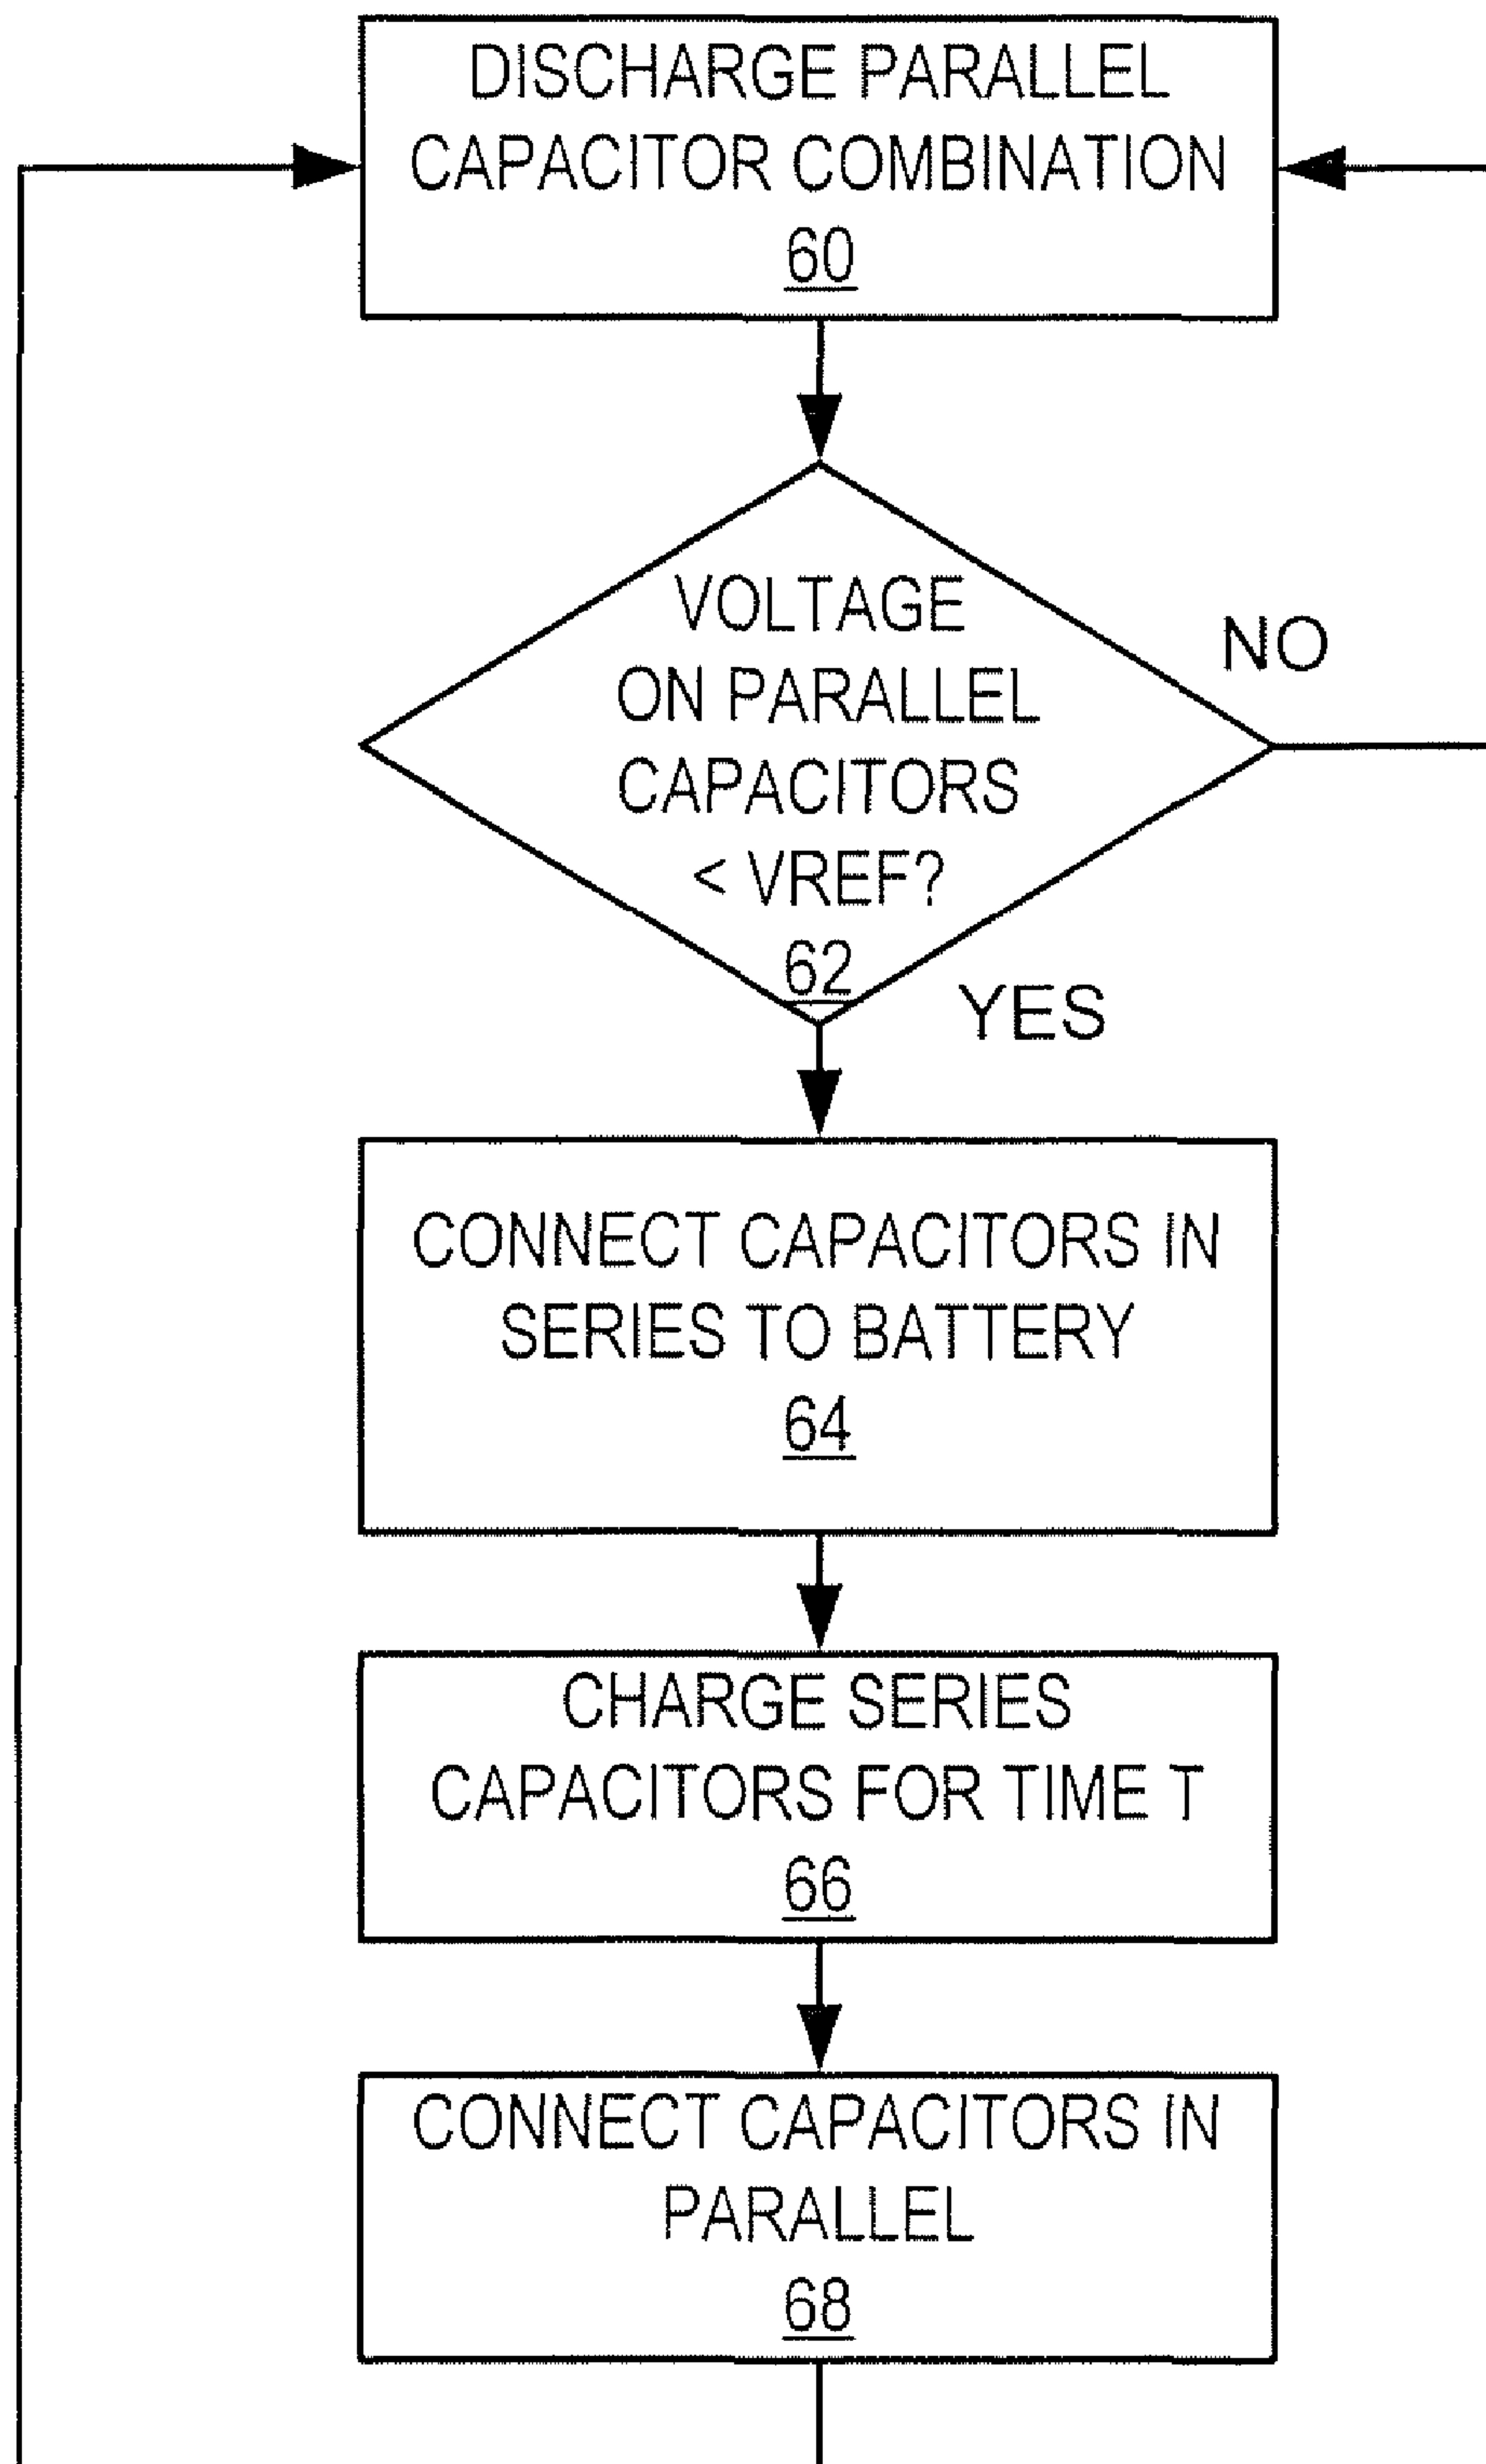 DISCHARGE PARALLEL
CAPACITOR COMBINATION
60
VOLTAGE
ON PARALLEL
CAPACITORS
< VREF?
62
NO
YES
CONNECT CAPACITORS IN
SERIES TO BATTERY
64
CHARGE SERIES
CAPACITORS FOR TIME T
66
CONNECT CAPACITORS IN
PARALLEL
68